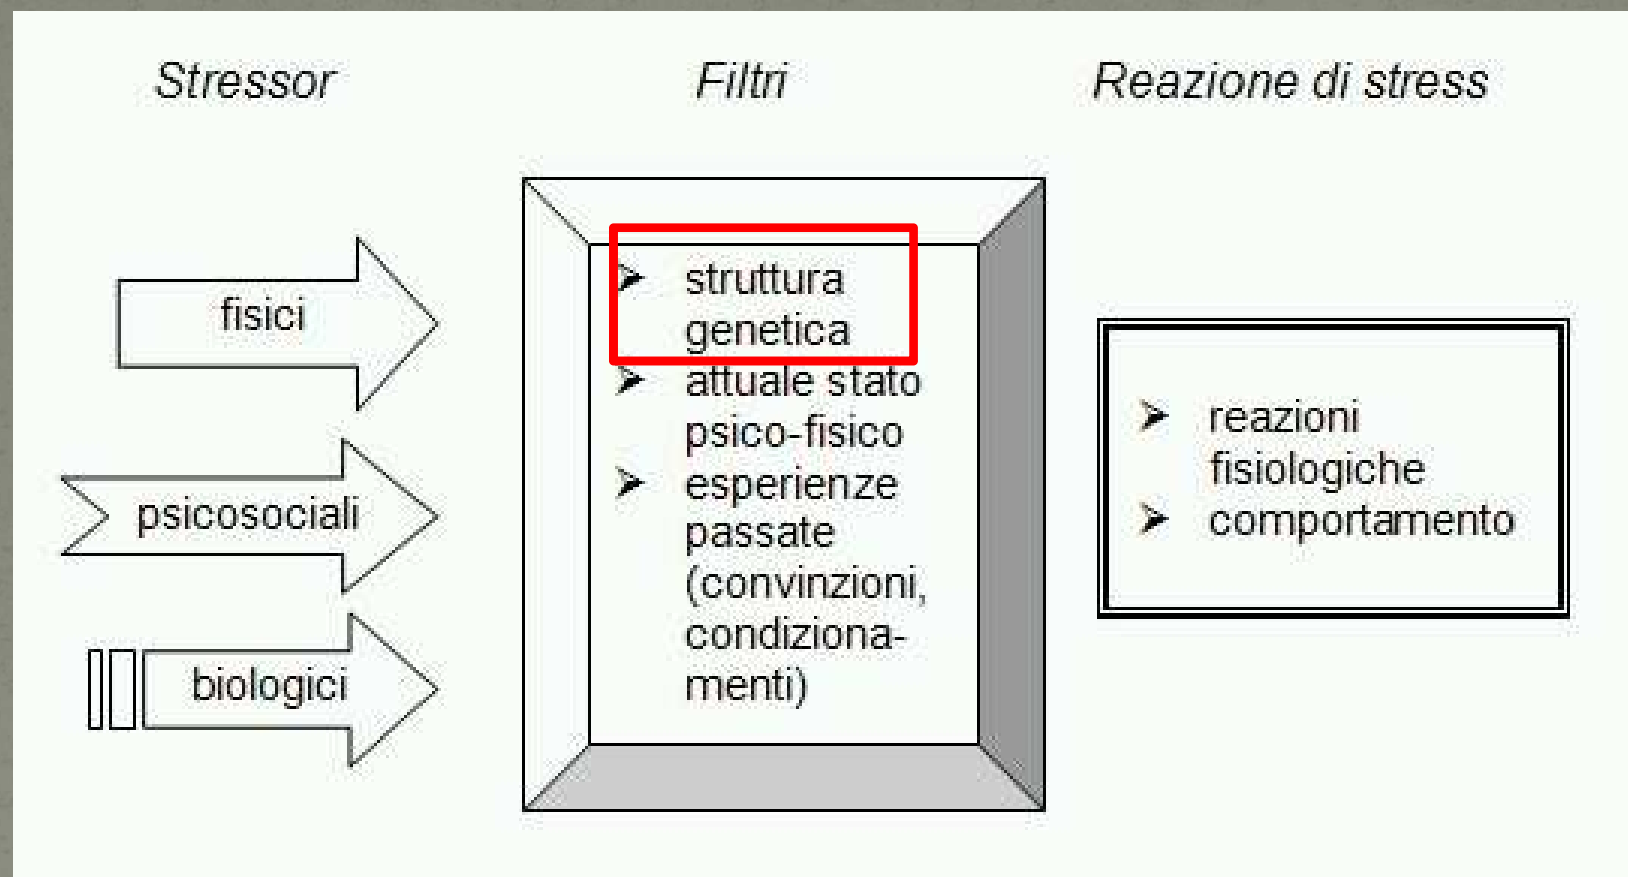 Stressor
Filtri
Reazione di stress
fisici
psicosociali
biologici
struttura
genetica
attuale stato
psico-fisico
esperienze
passate
(convinzioni,
condiziona-
menti)
reazioni
fisiologiche
comportamento